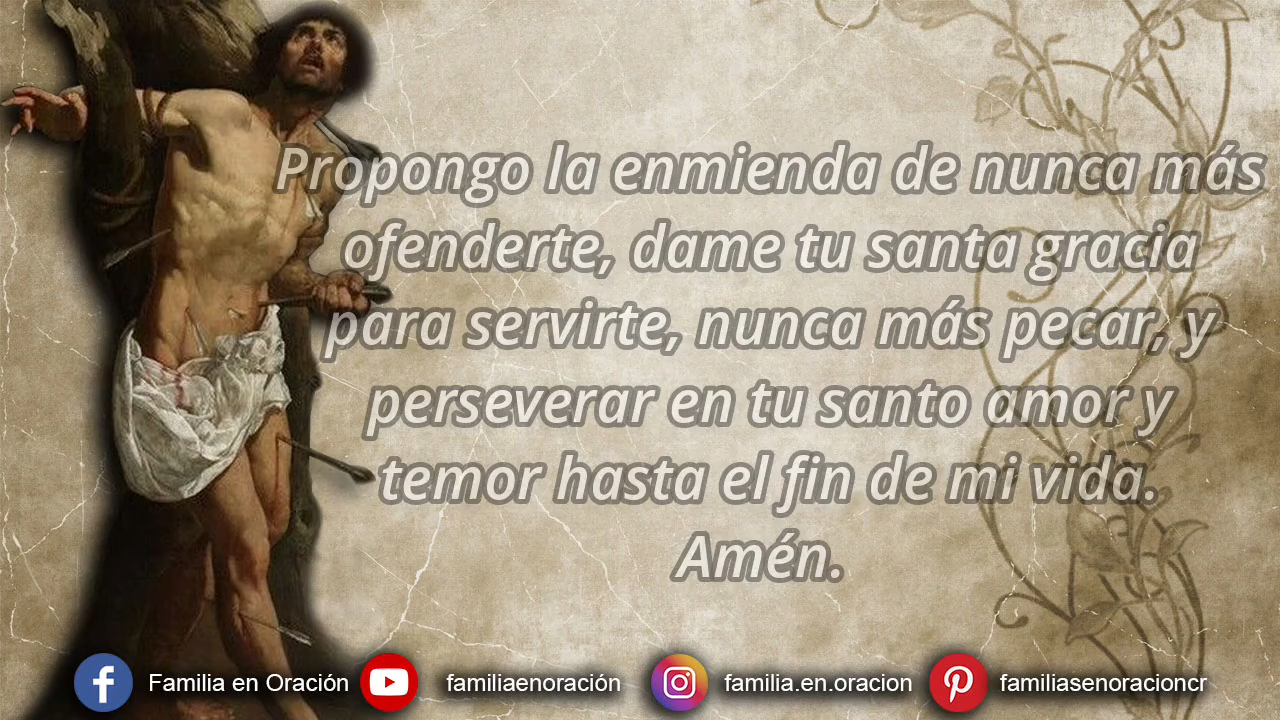 Propongo la enmienda de nunca más
ofenderte, dame tu santa gracia
para servirte, nunca más pecar, y
perseverar en tu santo amor y
temor hasta el fin de mi vida.
Amén.
Familia en Oración familiaenoración familia.en.oracion familiasenoracioncr